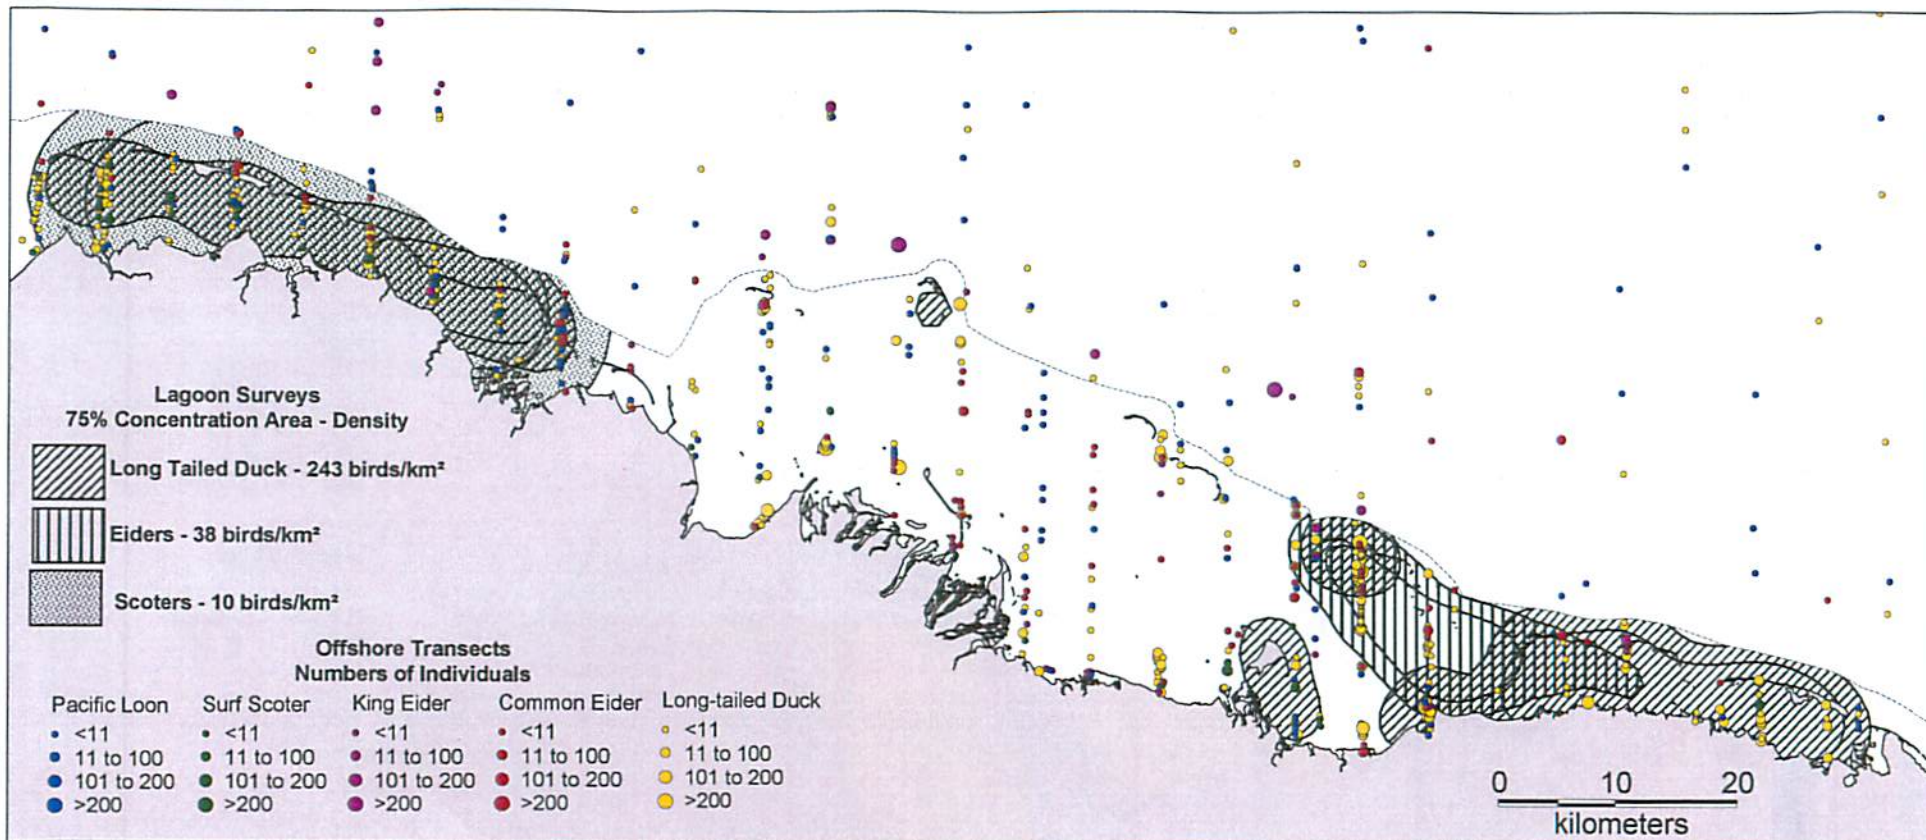 Lagoon Surveys
75% Concentration Area - Density
Long Tailed Duck - 243 birds/km²
Eiders - 38 birds/km²
Scoters - 10 birds/km²
Offshore Transects
Numbers of Individuals
Pacific Loon Surf Scoter King Eider Common Eider Long-tailed Duck
<11 <11 <11 <11 <11
11 to 100 11 to 100 11 to 100 11 to 100 11 to 100
101 to 200 101 to 200 101 to 200 101 to 200 101 to 200
>200 >200 >200 >200 >200
0 10 20
kilometers